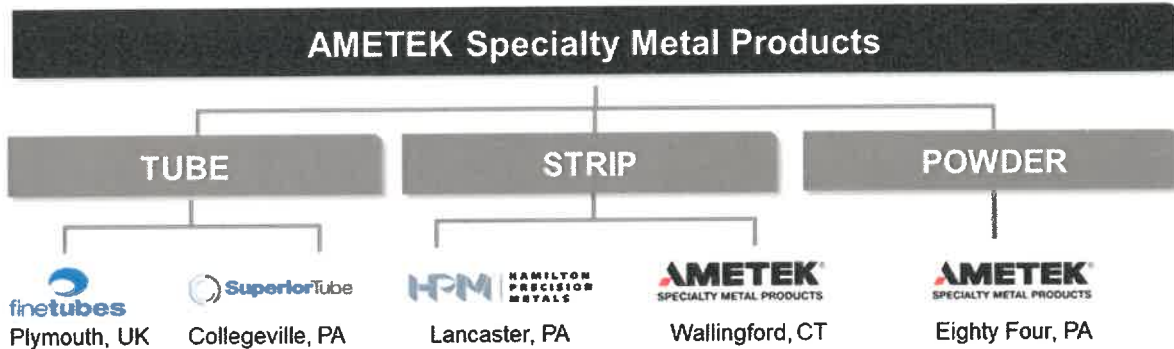 AMETEK Specialty Metal Products
TUBE
STRIP
POWDER
finetubes
Plymouth, UK
SuperiorTube
Collegeville, PA
HPM HAMILTON
PRECISION
METALS
Lancaster, PA
AMETEK®
SPECIALTY METAL PRODUCTS
Wallingford, CT
AMETEK®
SPECIALTY METAL PRODUCTS
Eighty Four, PA